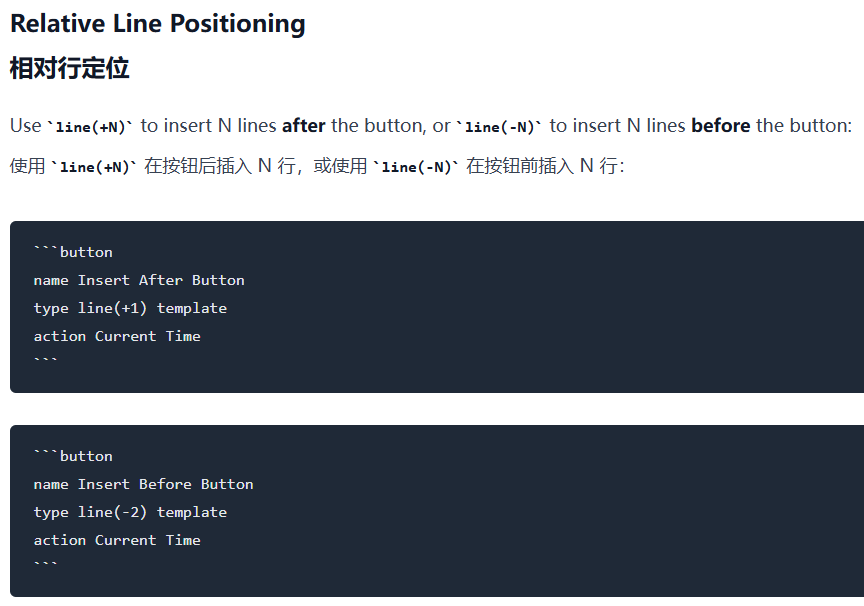 Relative Line Positioning
相对行定位
Use `line(+N)` to insert N lines after the button, or `line(-N)` to insert N lines before the button:
使用 `line(+N)` 在按钮后插入 N 行，或使用 `line(-N)` 在按钮前插入 N 行：
```button
name Insert After Button
type line(+1) template
action Current Time
```
```button
name Insert Before Button
type line(-2) template
action Current Time
```